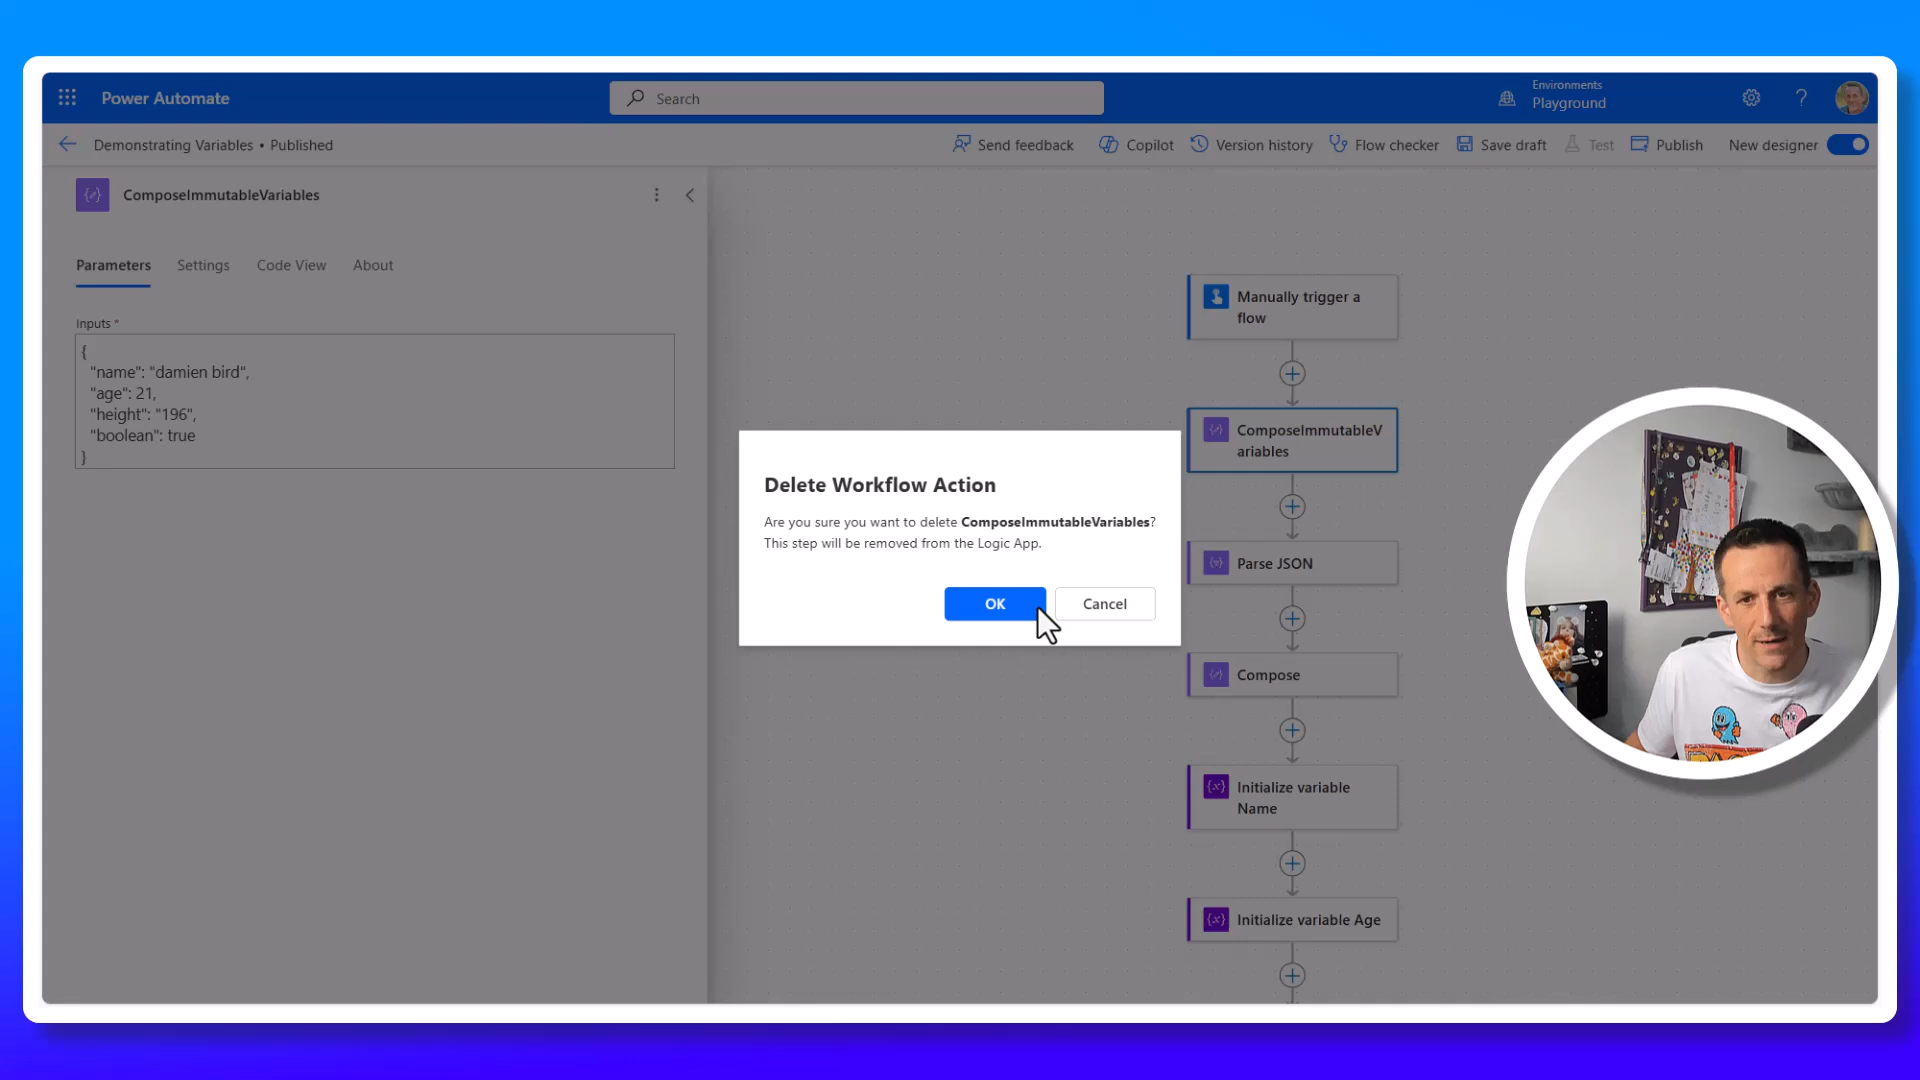 Power Automate
Search
Environments
Playground
?
Demonstrating Variables • Published
Send feedback
Copilot
Version history
Flow checker
Save draft
Test
Publish
New designer
ComposeImmutableVariables
Parameters
Settings
Code View
About
Inputs *
{
"name": "damien bird",
"age": 21,
"height": "196",
"boolean": true
}
Delete Workflow Action
Are you sure you want to delete ComposeImmutableVariables?
This step will be removed from the Logic App.
OK
Cancel
Manually trigger a
flow
ComposeImmutableV
ariables
Parse JSON
Compose
Initialize variable
Name
Initialize variable Age